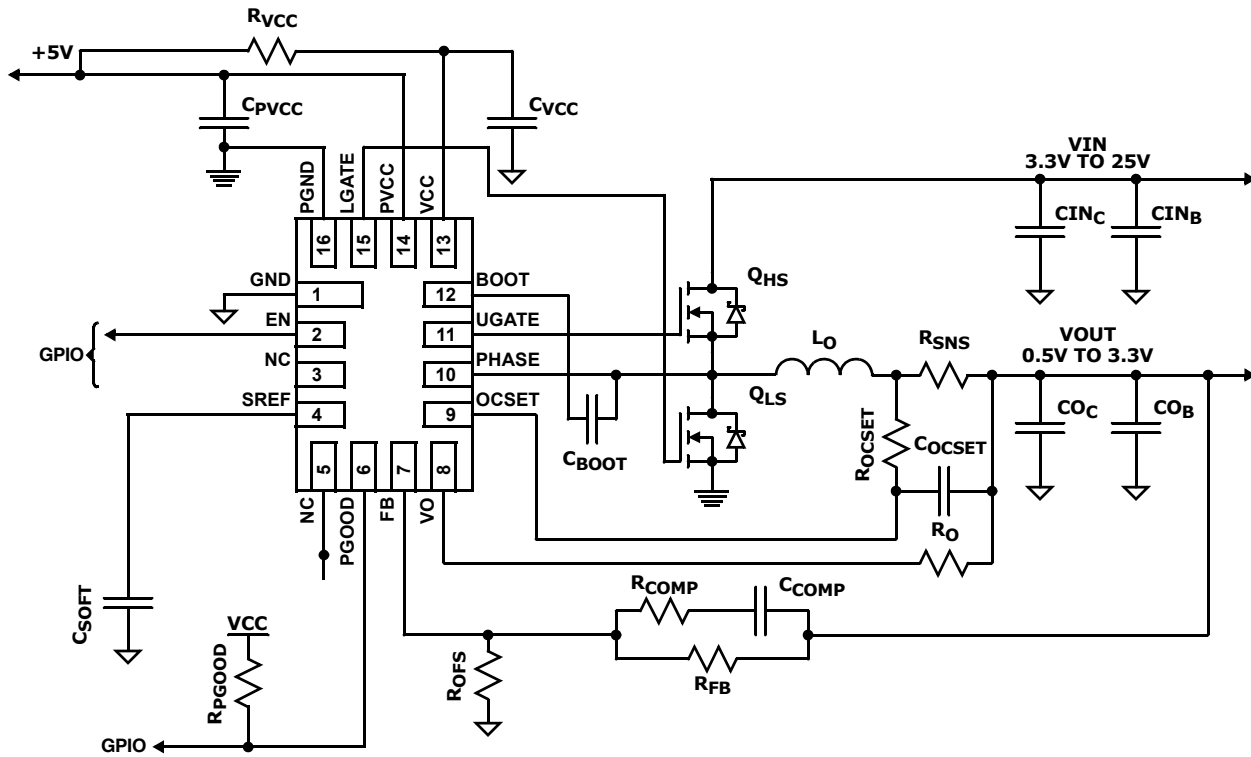 RVCC
+5V
CPVCC
CVCC
VIN
3.3V TO 25V
PGND
LGATE
PVCC
VCC
16
15
14
13
CINC
CINB
GND
1
12
BOOT
QHS
EN
2
11
UGATE
GPIO
NC
3
10
PHASE
LO
RSNS
VOUT
0.5V TO 3.3V
SREF
4
9
OCSET
QLS
CBOOT
ROCSET
COCSET
COC
COB
5
6
7
8
NC
PGOOD
FB
VO
RO
CSOFT
RCOMP
CCOMP
VCC
RPGOOD
ROFS
RFB
GPIO